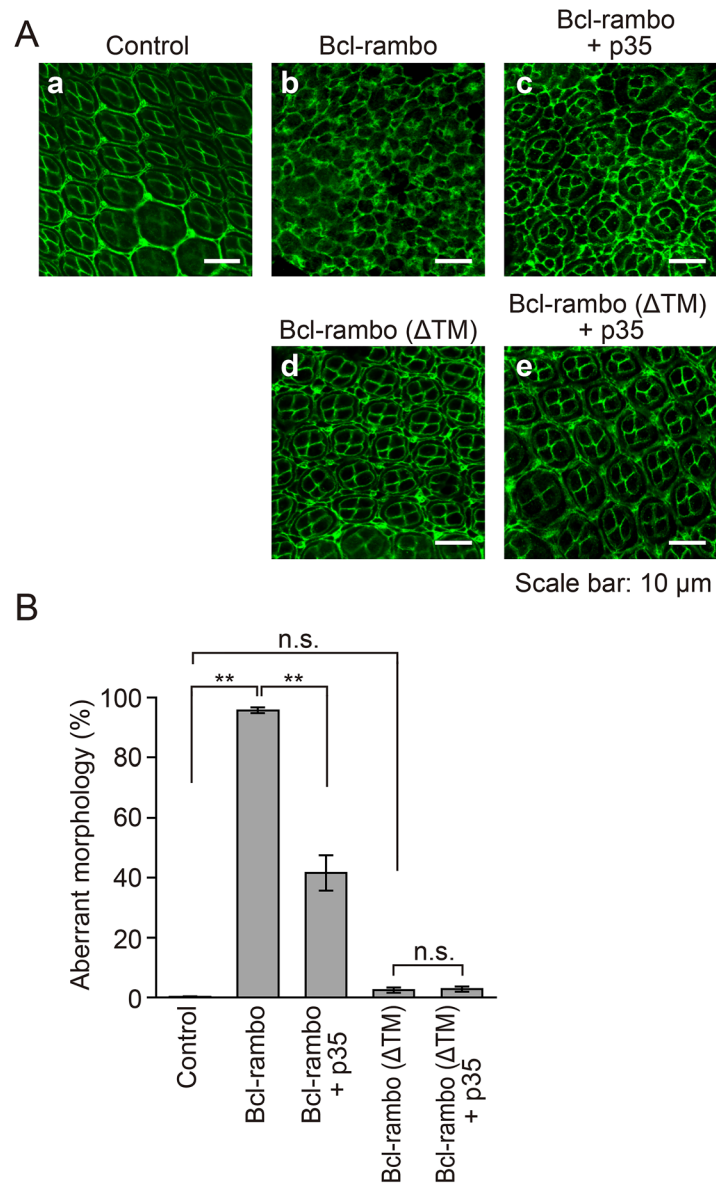 A
Control
Bcl-rambo
Bcl-rambo
+ p35
a
b
c
Bcl-rambo (ΔTM)
Bcl-rambo (ΔTM)
+ p35
d
e
Scale bar: 10 μm
B
n.s.
**
**
n.s.
Aberrant morphology (%)
100
80
60
40
20
0
Control
Bcl-rambo
Bcl-rambo
+ p35
Bcl-rambo (ΔTM)
Bcl-rambo (ΔTM)
+ p35